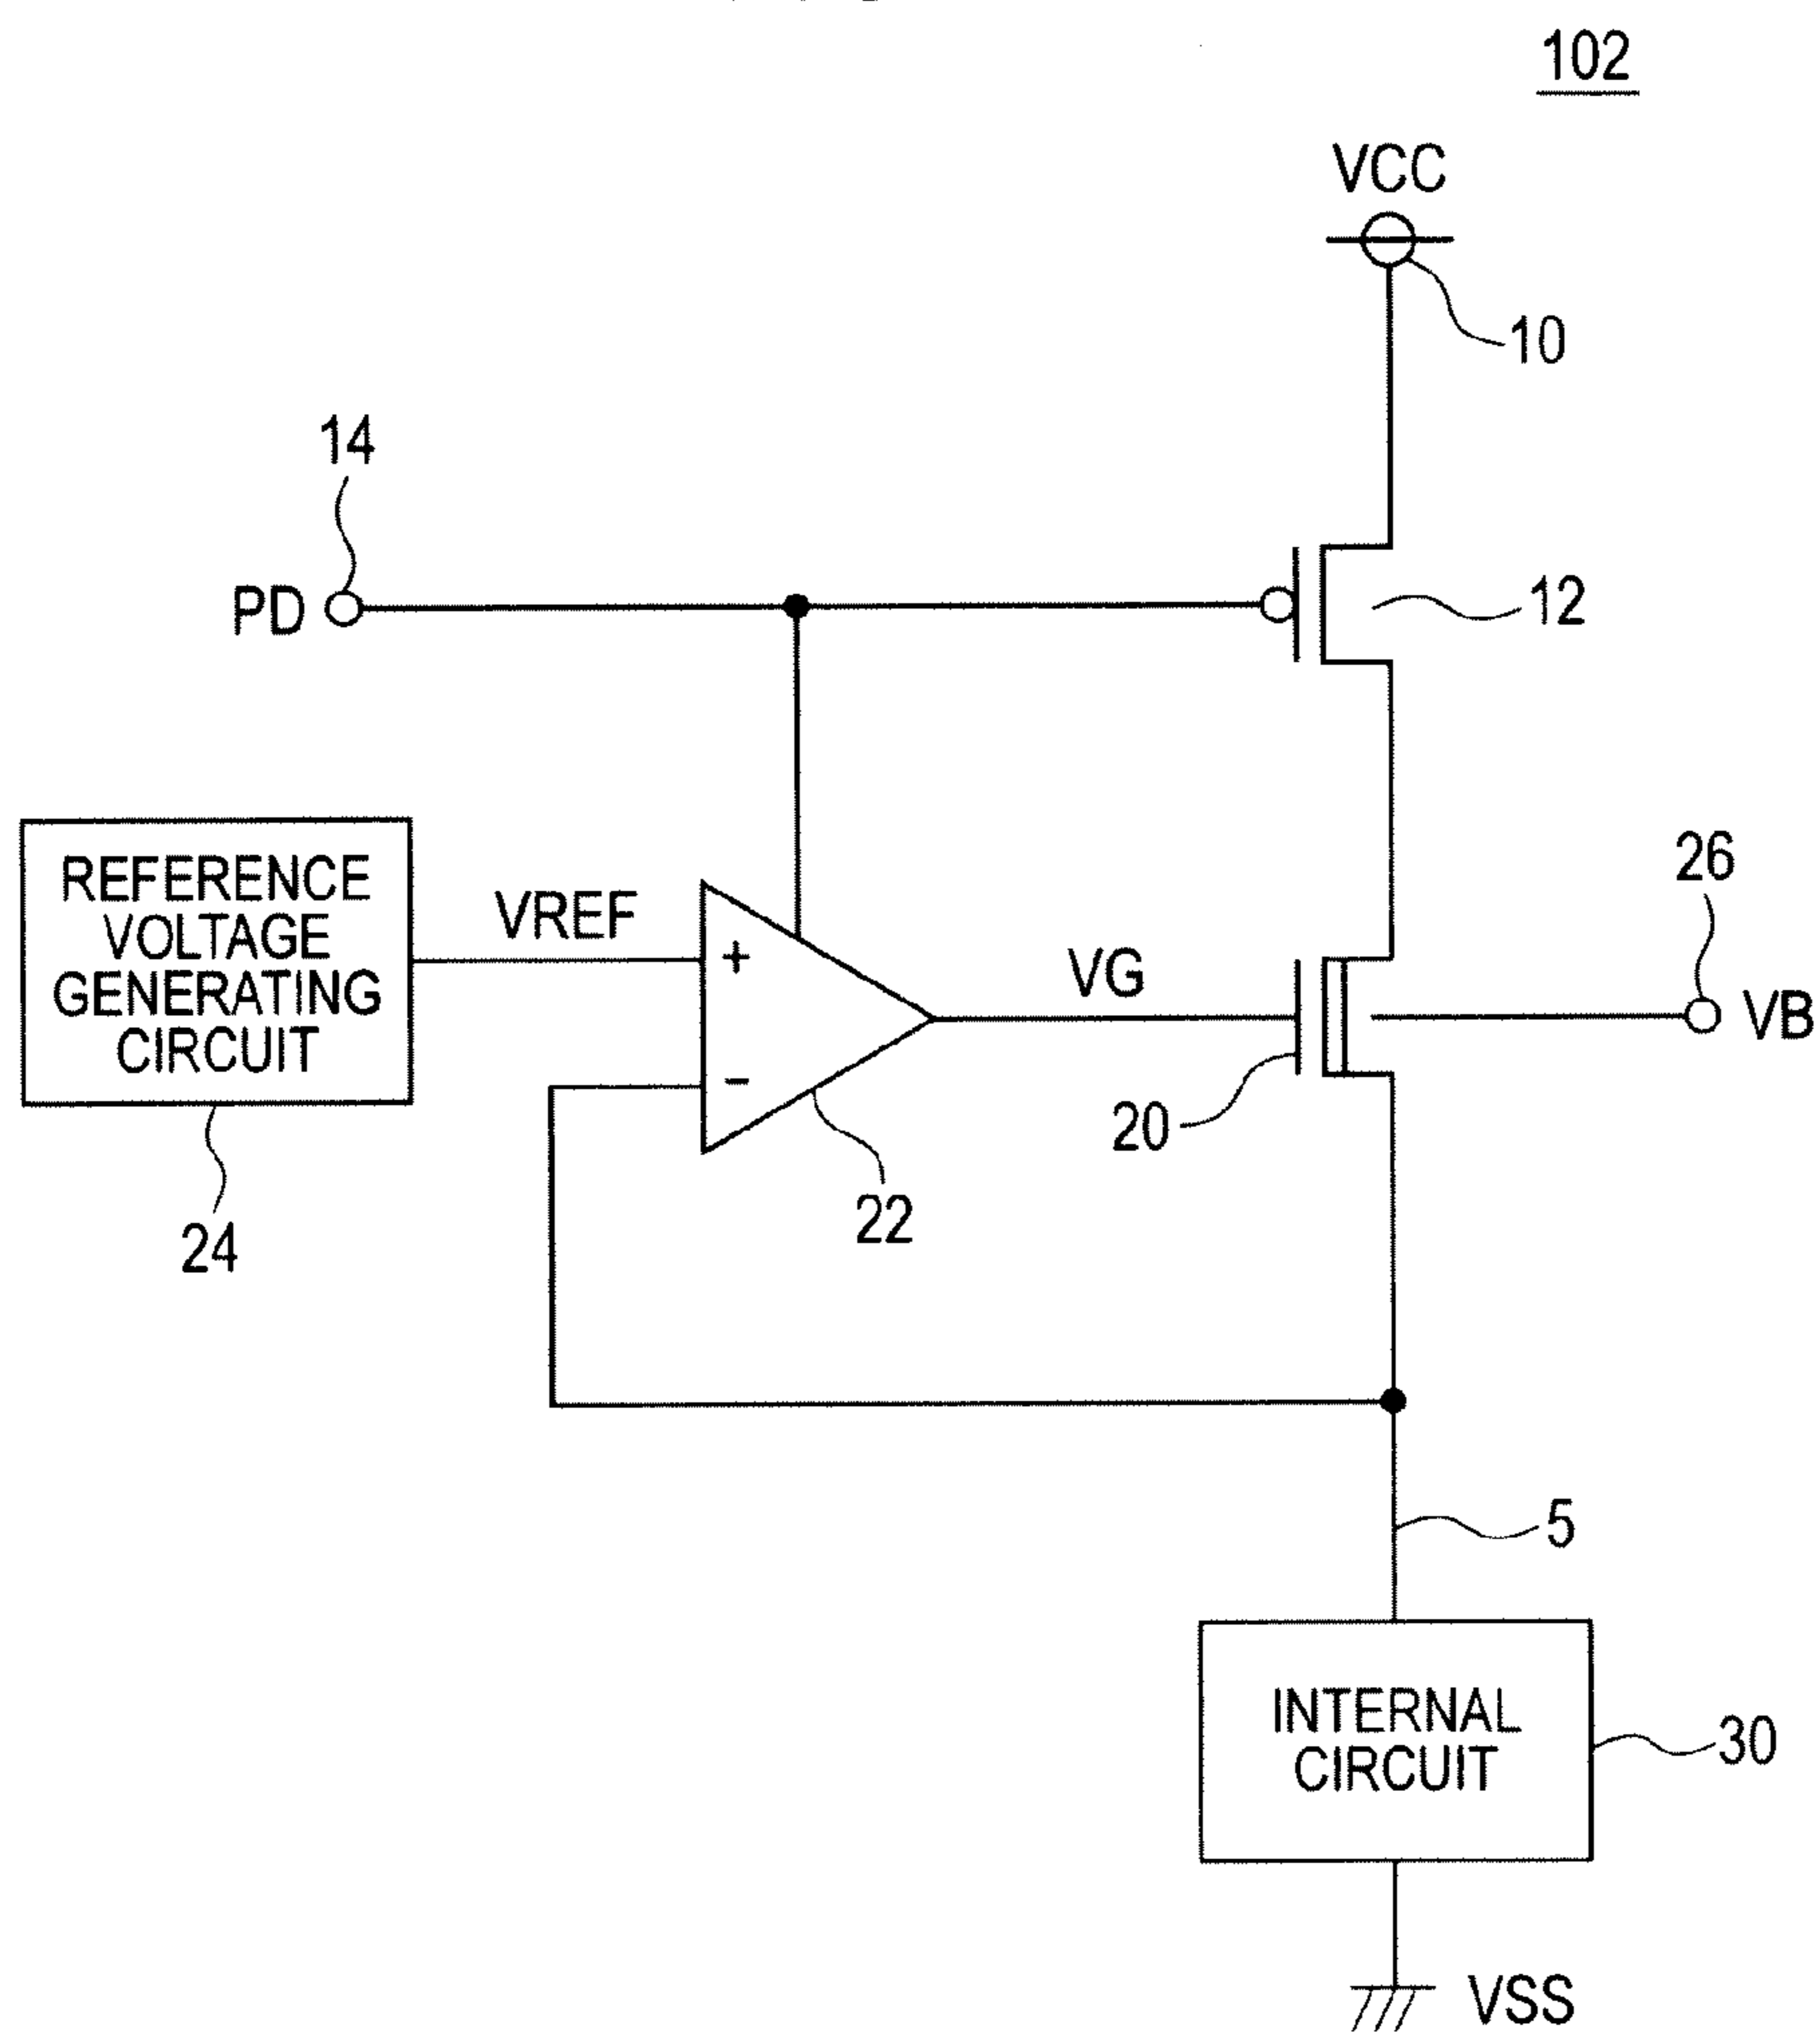 102
VCC
10
14
PD
12
REFERENCE
VOLTAGE
GENERATING
CIRCUIT
24
VREF
+
−
22
VG
20
26
VB
5
INTERNAL
CIRCUIT
30
VSS